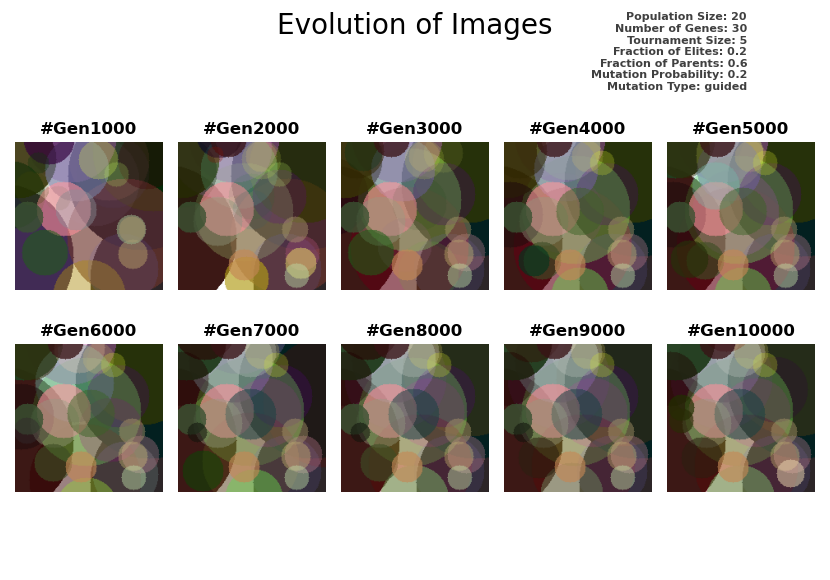 Evolution of Images
Population Size: 20
Number of Genes: 30
Tournament Size: 5
Fraction of Elites: 0.2
Fraction of Parents: 0.6
Mutation Probability: 0.2
Mutation Type: guided
#Gen1000
#Gen2000
#Gen3000
#Gen4000
#Gen5000
#Gen6000
#Gen7000
#Gen8000
#Gen9000
#Gen10000